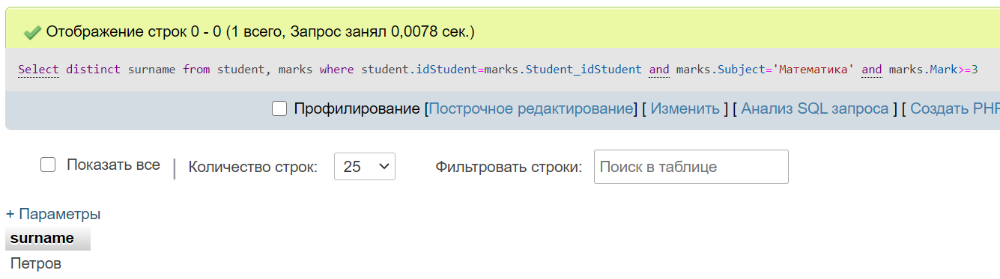 Отображение строк 0 - 0 (1 всего, Запрос занял 0,0078 сек.)
Select distinct surname from student, marks where student.idStudent=marks.Student_idStudent and marks.Subject='Математика' and marks.Mark>=3
Профилирование [Построчное редактирование] [ Изменить ] [ Анализ SQL запроса ] [ Создать PHP
Показать все | Количество строк: 25 Фильтровать строки: Поиск в таблице
+ Параметры
surname
Петров